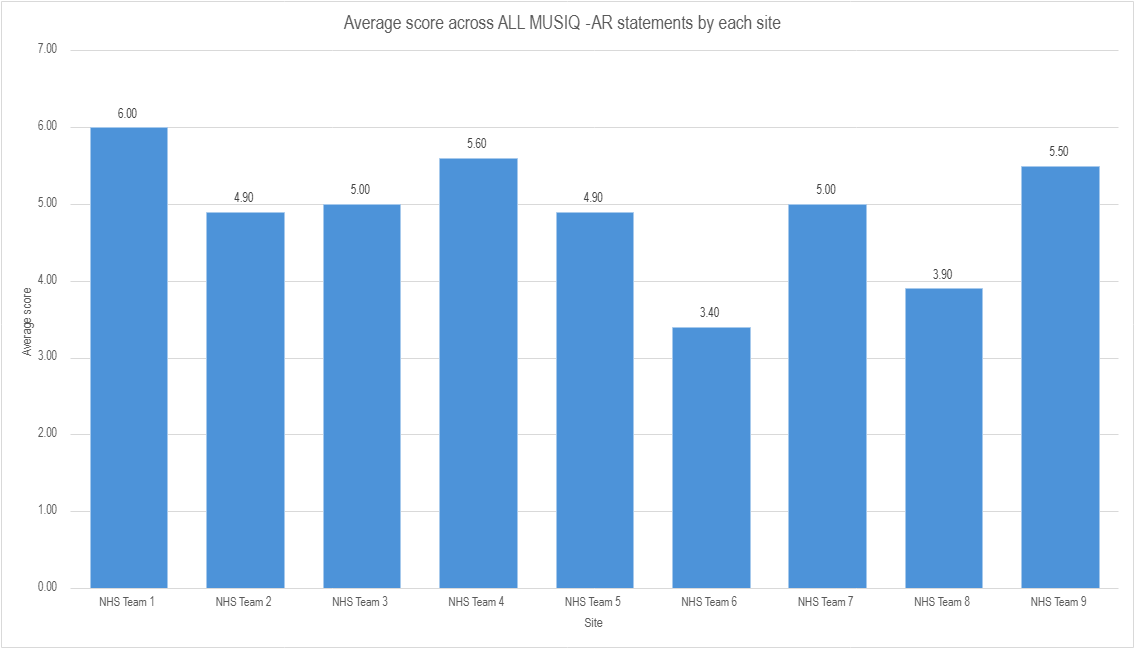 Average score across ALL MUSIQ -AR statements by each site
7.00
6.00
5.00
4.00
3.00
2.00
1.00
0.00
Average score
6.00
4.90
5.00
5.60
4.90
3.40
5.00
3.90
5.50
NHS Team 1
NHS Team 2
NHS Team 3
NHS Team 4
NHS Team 5
NHS Team 6
NHS Team 7
NHS Team 8
NHS Team 9
Site